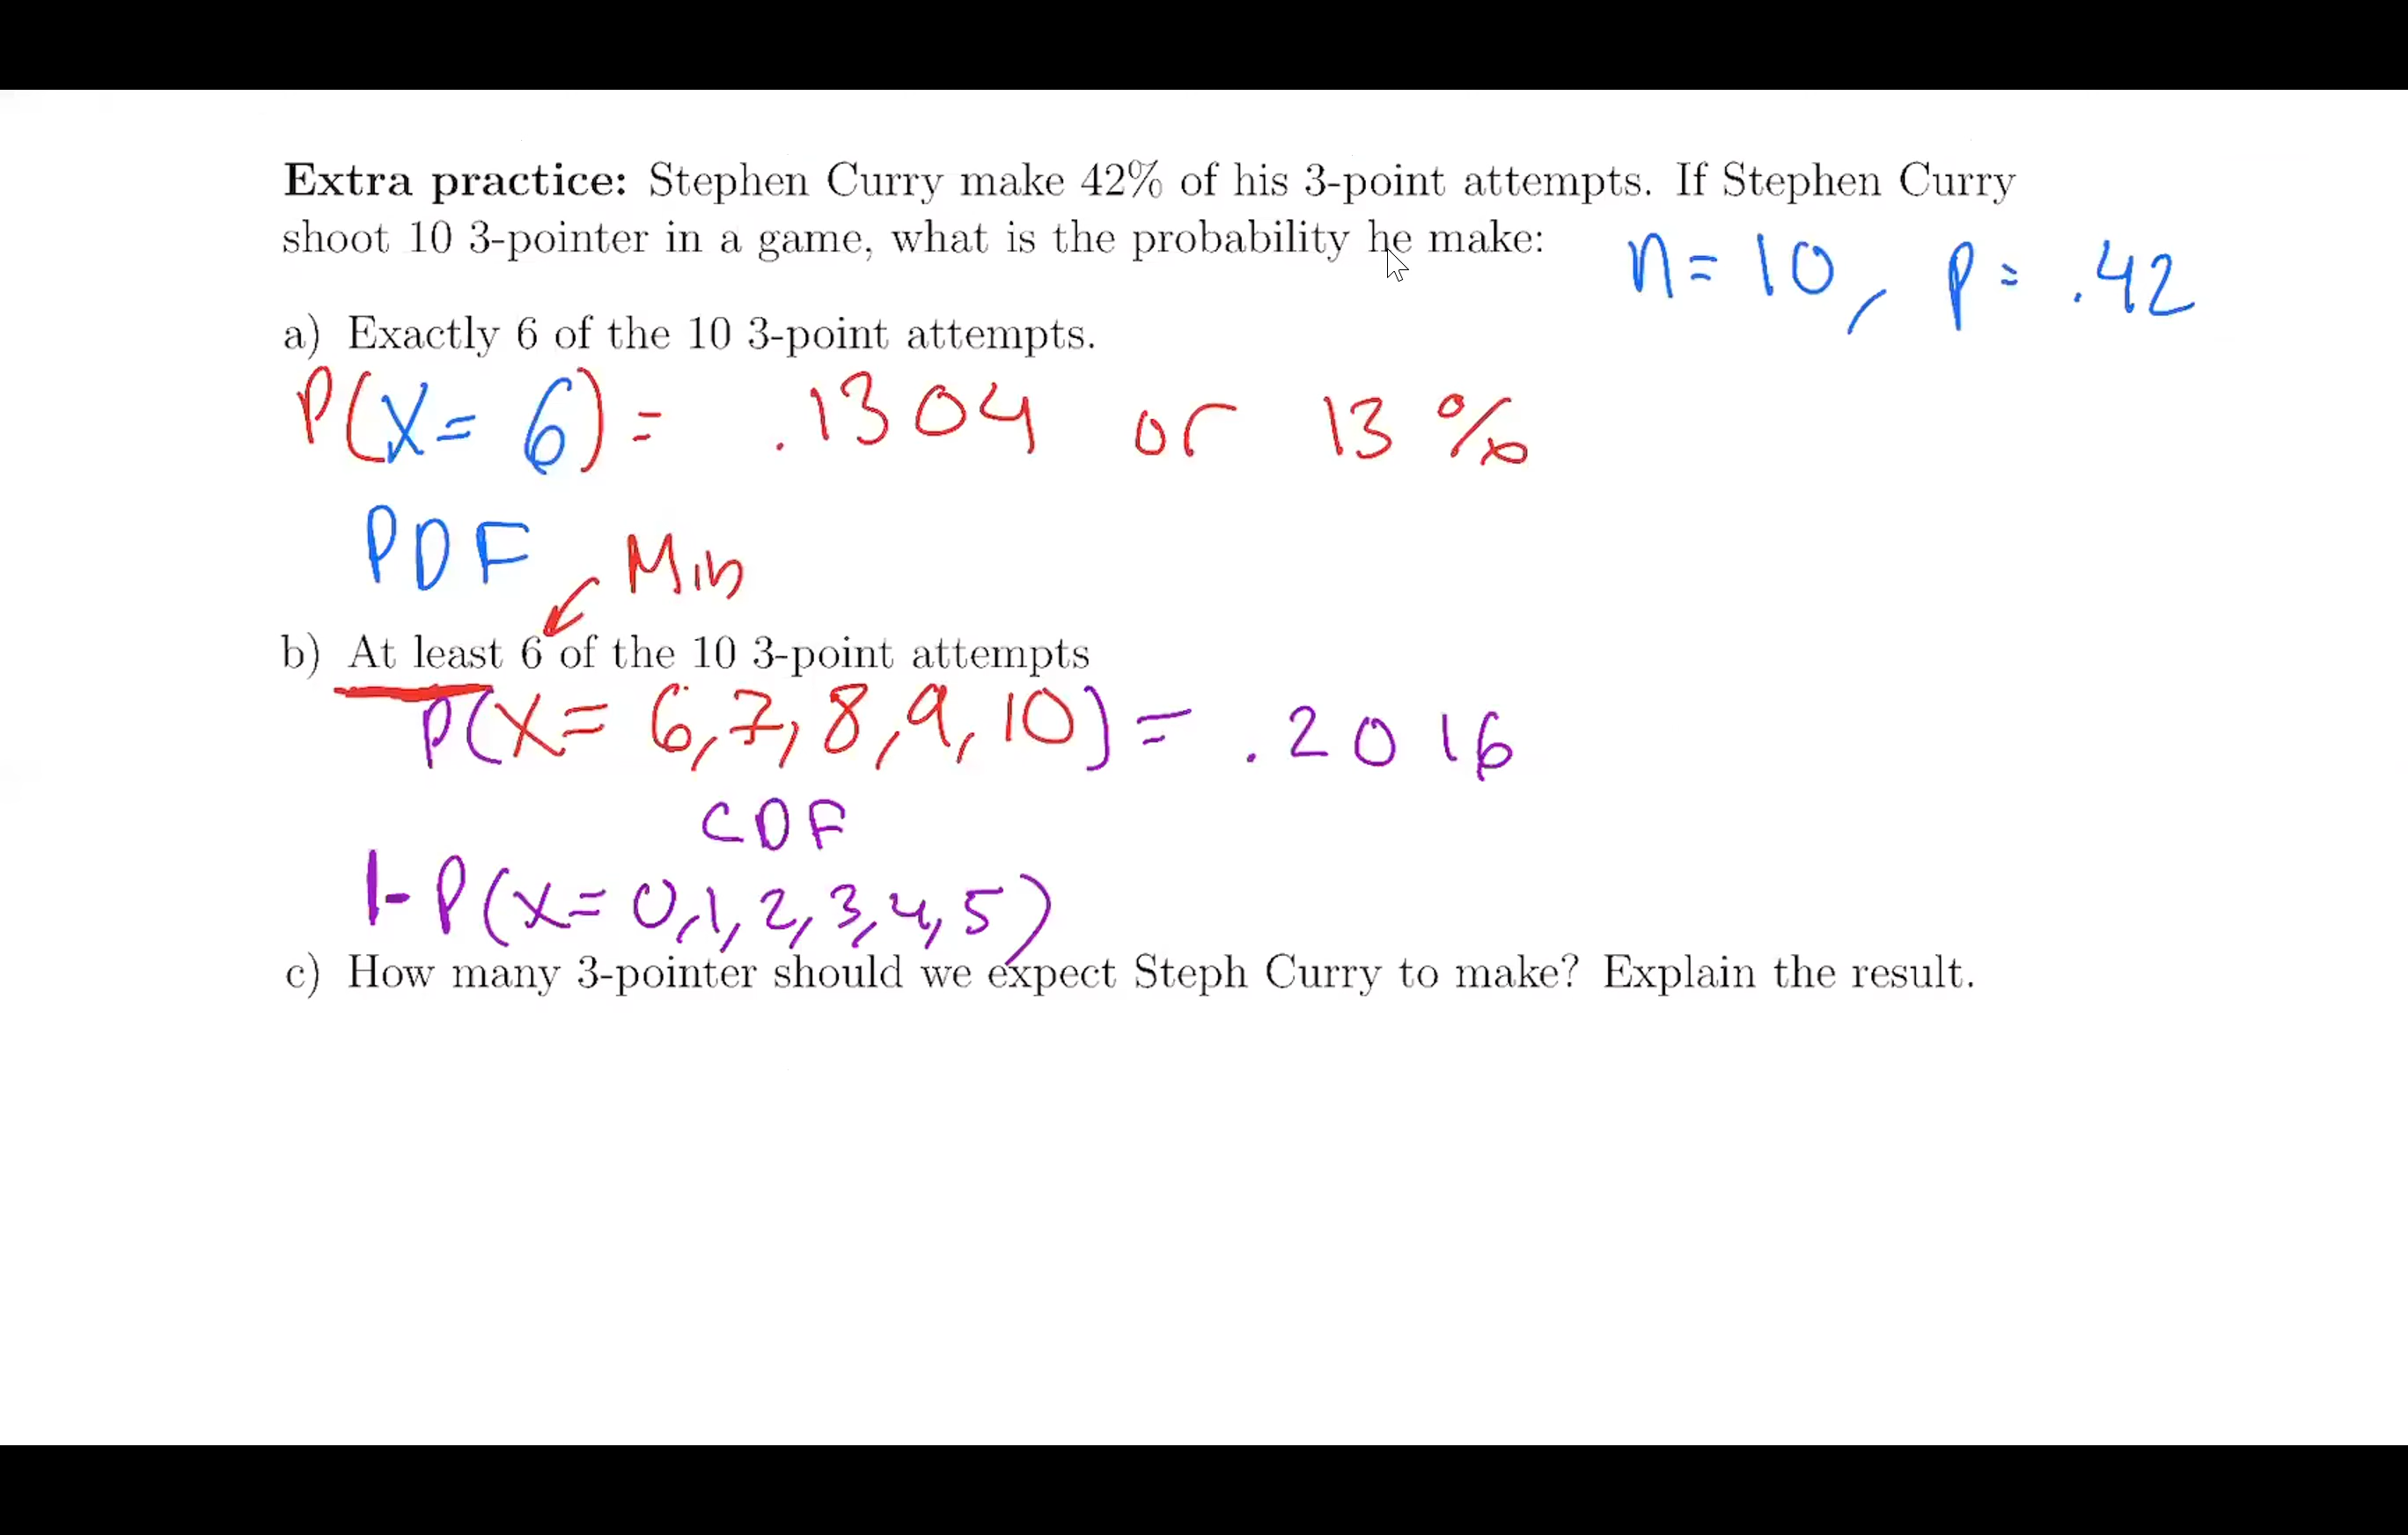 Extra practice: Stephen Curry make 42% of his 3-point attempts. If Stephen Curry
shoot 10 3-pointer in a game, what is the probability he make:
n = 10, p = .42
a) Exactly 6 of the 10 3-point attempts.
P(X = 6) = .1304 or 13%
PDF
Min
b) At least 6 of the 10 3-point attempts
P(X = 6, 7, 8, 9, 10) = .2016
CDF
1 - P(X = 0, 1, 2, 3, 4, 5)
c) How many 3-pointer should we expect Steph Curry to make? Explain the result.